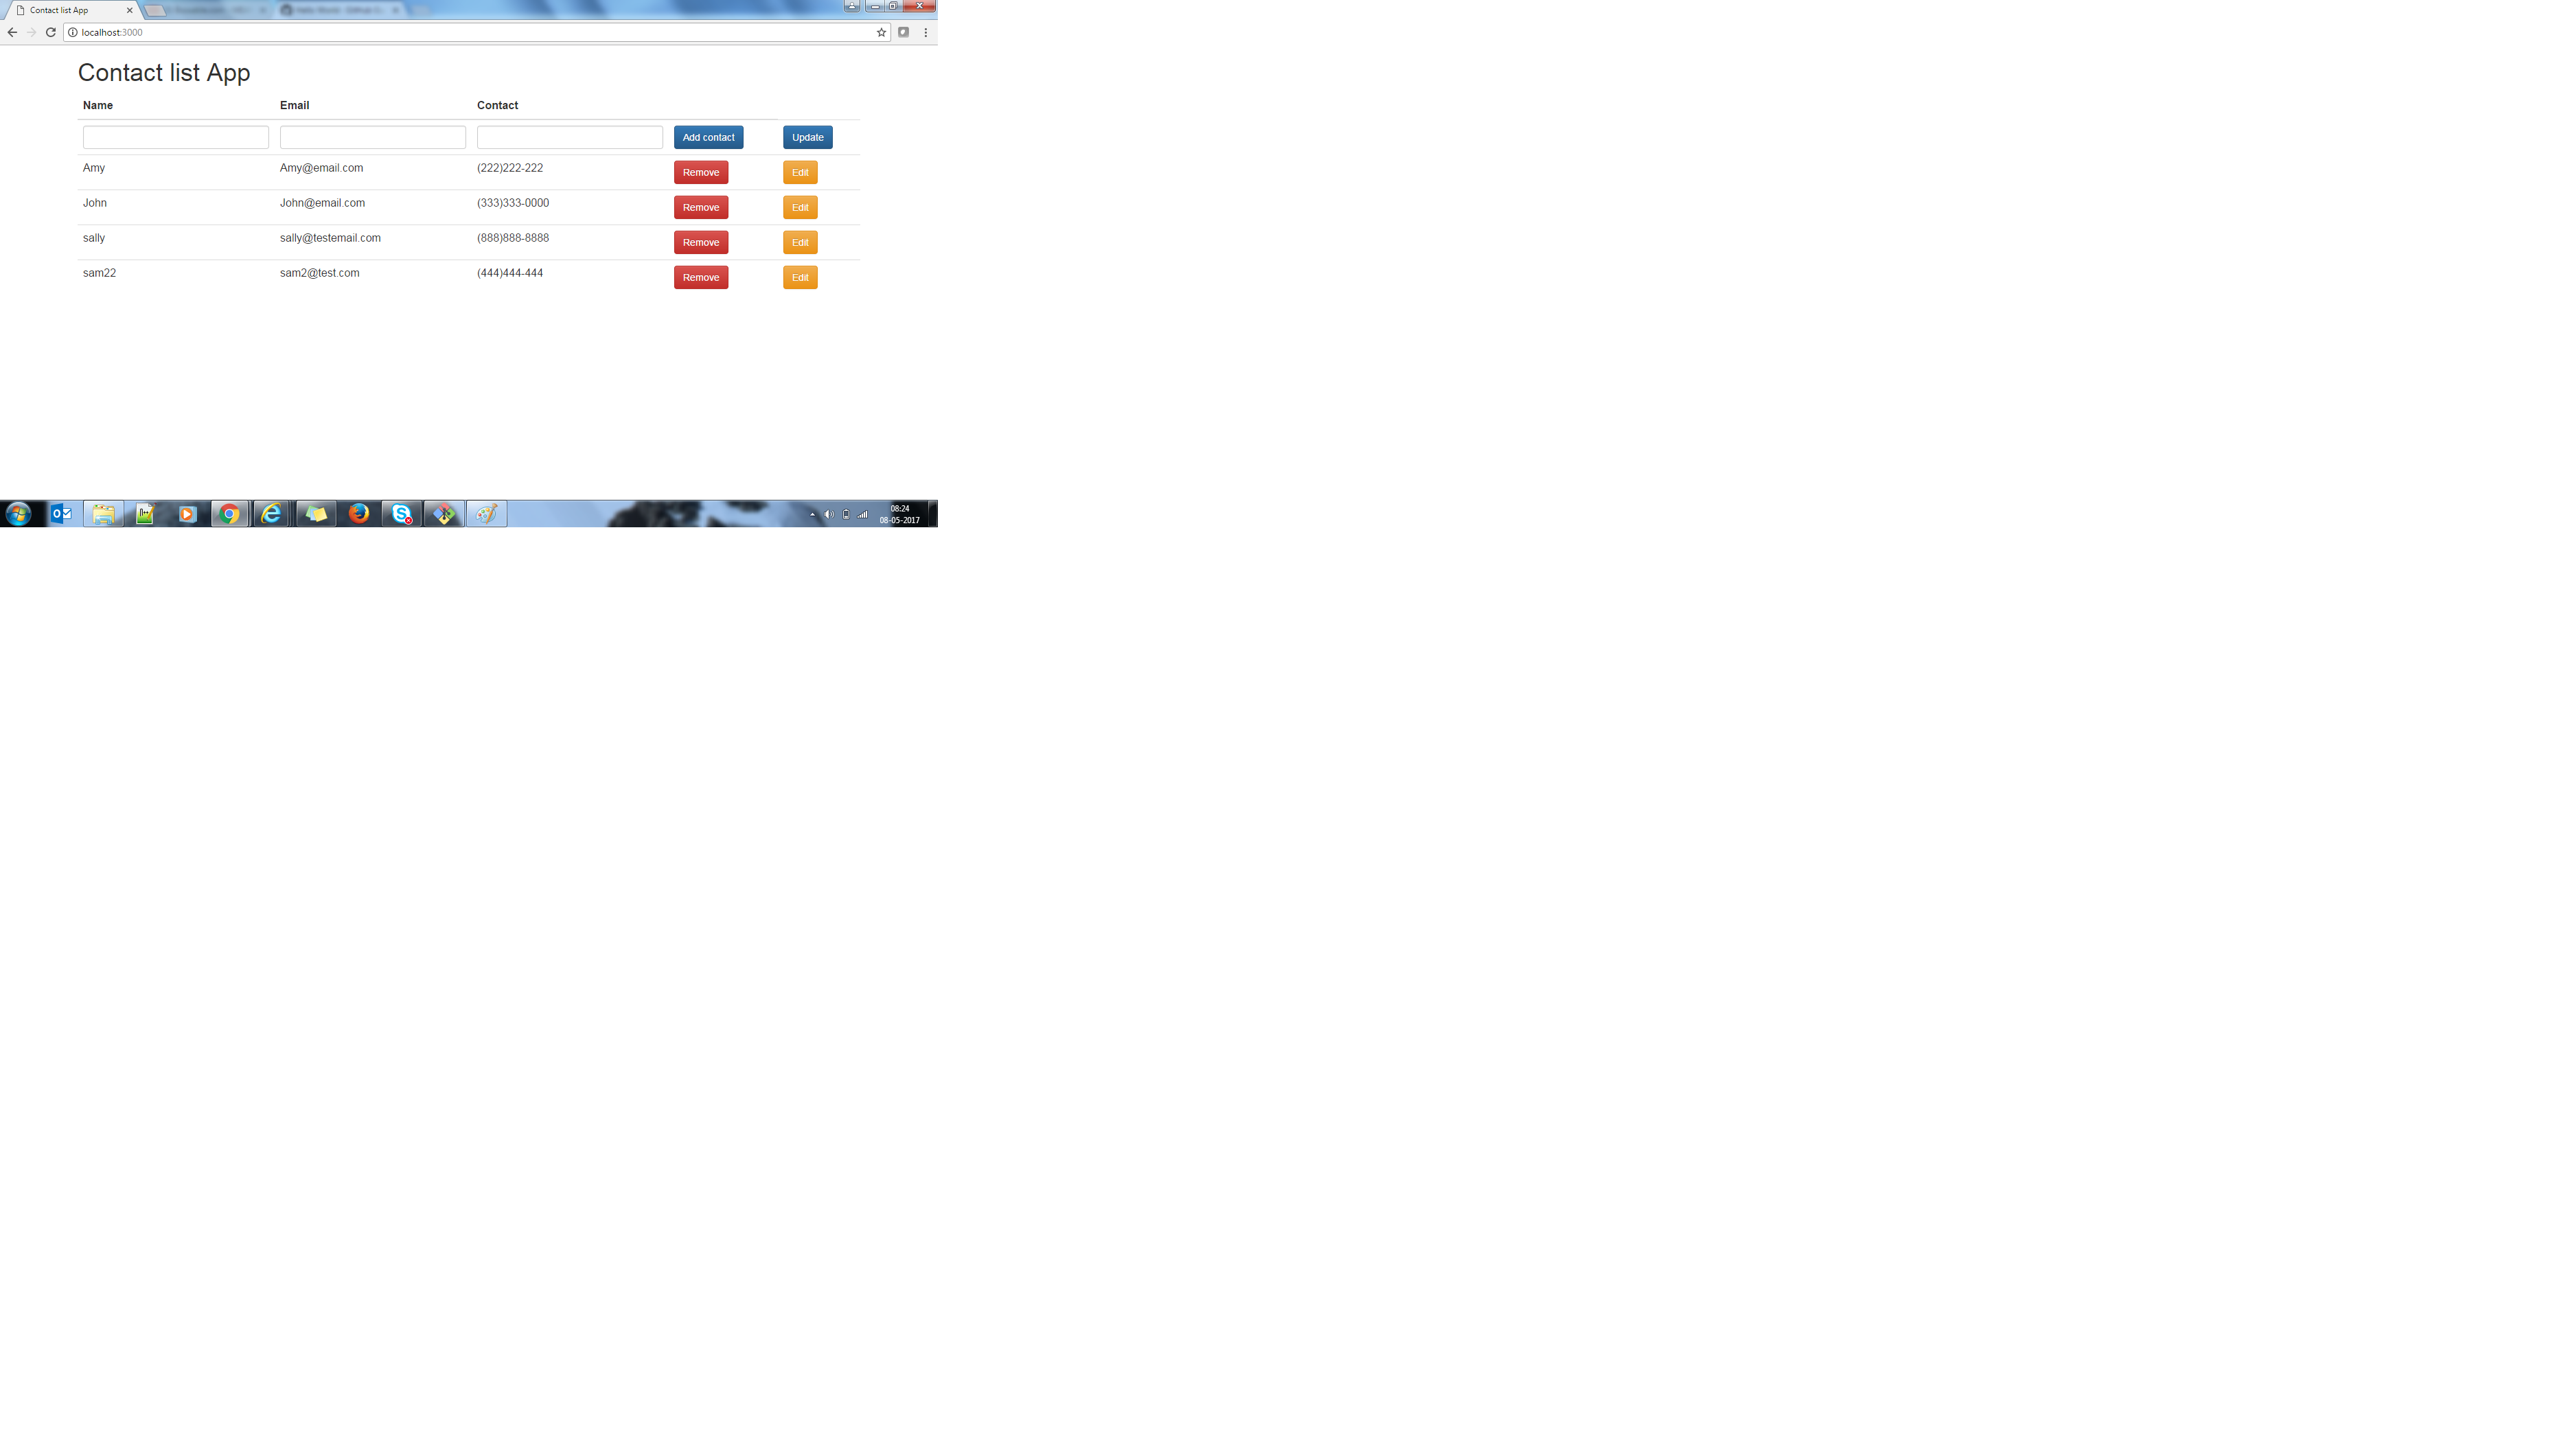 Contact list App
localhost:3000
Contact list App
Name Email Contact
Add contact Update
Amy Amy@email.com (222)222-222 Remove Edit
John John@email.com (333)333-0000 Remove Edit
sally sally@testemail.com (888)888-8888 Remove Edit
sam22 sam2@test.com (444)444-444 Remove Edit
08:24
08-05-2017